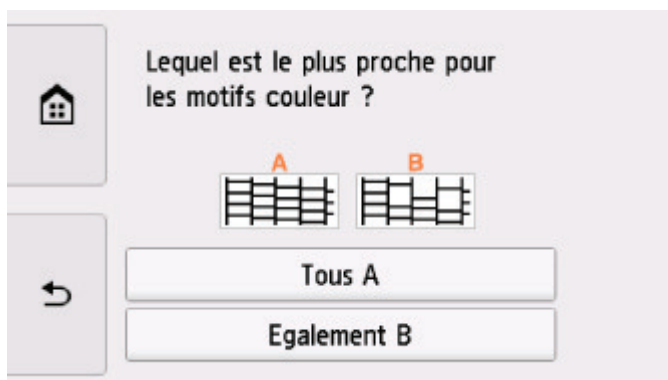 Lequel est le plus proche pour
les motifs couleur ?
A B
Tous A
Egalement B